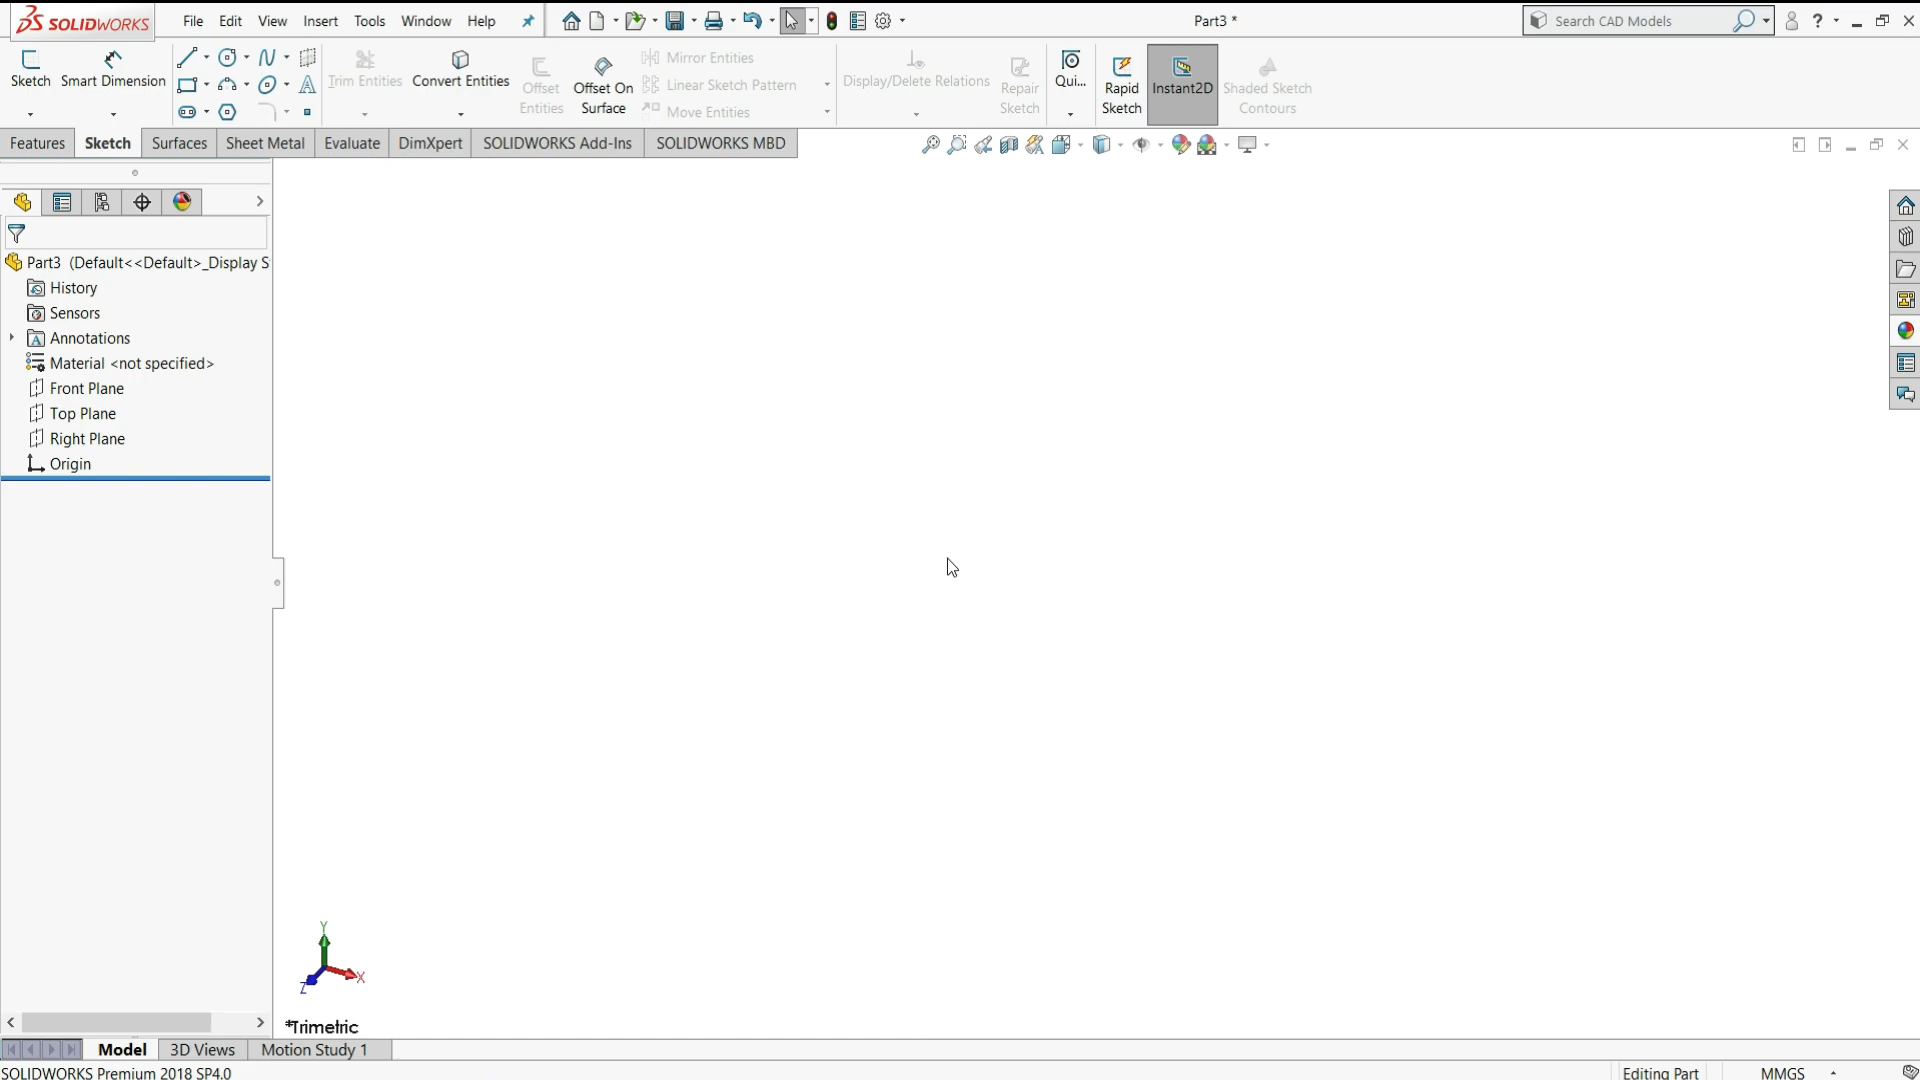 SOLIDWORKS File Edit View Insert Tools Window Help Part3 * Search CAD Models ?
Sketch Smart Dimension Trim Entities Convert Entities Offset Entities Offset On Surface Mirror Entities Linear Sketch Pattern Move Entities Display/Delete Relations Repair Sketch Qui... Rapid Sketch Instant2D Shaded Sketch Contours
Features Sketch Surfaces Sheet Metal Evaluate DimXpert SOLIDWORKS Add-Ins SOLIDWORKS MBD
Part3 (Default<<Default>_Display S
History
Sensors
Annotations
Material <not specified>
Front Plane
Top Plane
Right Plane
Origin
Y
X
Z
*Trimetric
Model 3D Views Motion Study 1
SOLIDWORKS Premium 2018 SP4.0 Editing Part MMGS